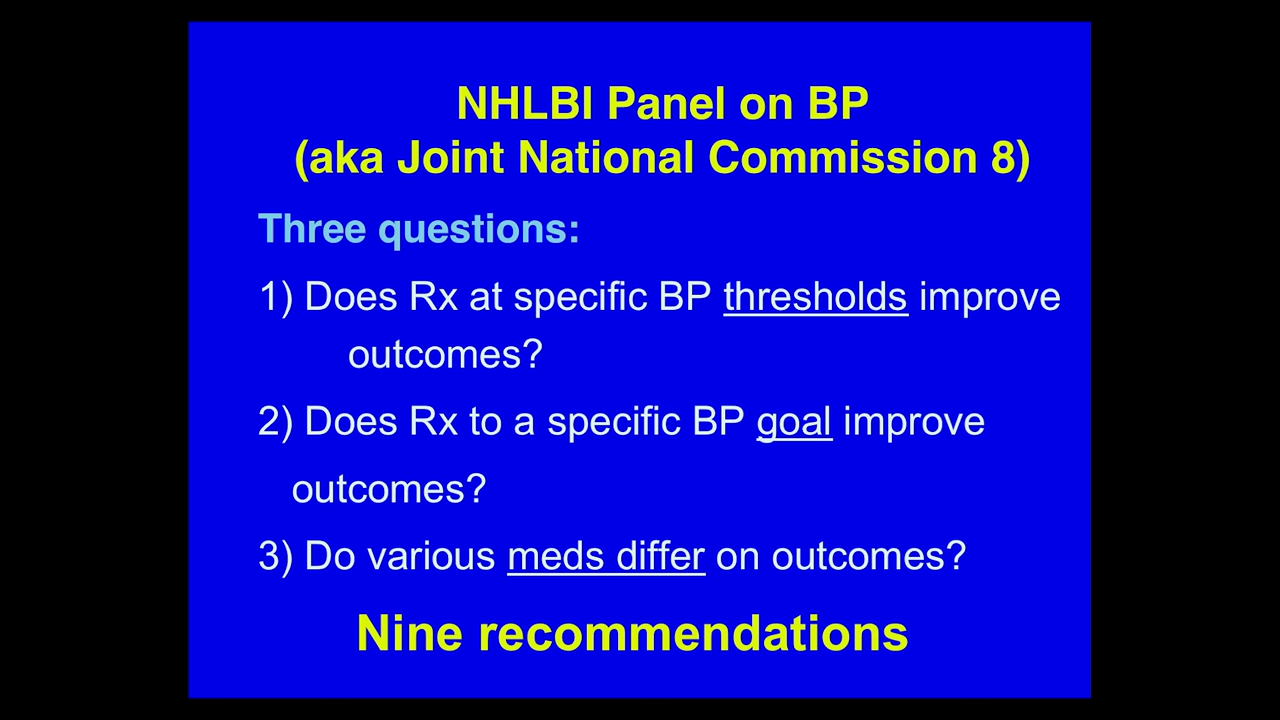 NHLBI Panel on BP
(aka Joint National Commission 8)
Three questions:
1) Does Rx at specific BP thresholds improve
outcomes?
2) Does Rx to a specific BP goal improve
outcomes?
3) Do various meds differ on outcomes?
Nine recommendations